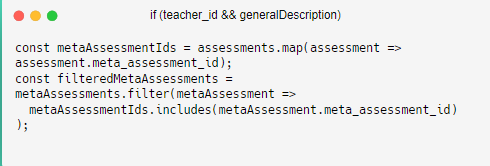 if (teacher_id && generalDescription)
const metaAssessmentIds = assessments.map(assessment =>
assessment.meta_assessment_id);
const filteredMetaAssessments =
metaAssessments.filter(metaAssessment =>
  metaAssessmentIds.includes(metaAssessment.meta_assessment_id)
);